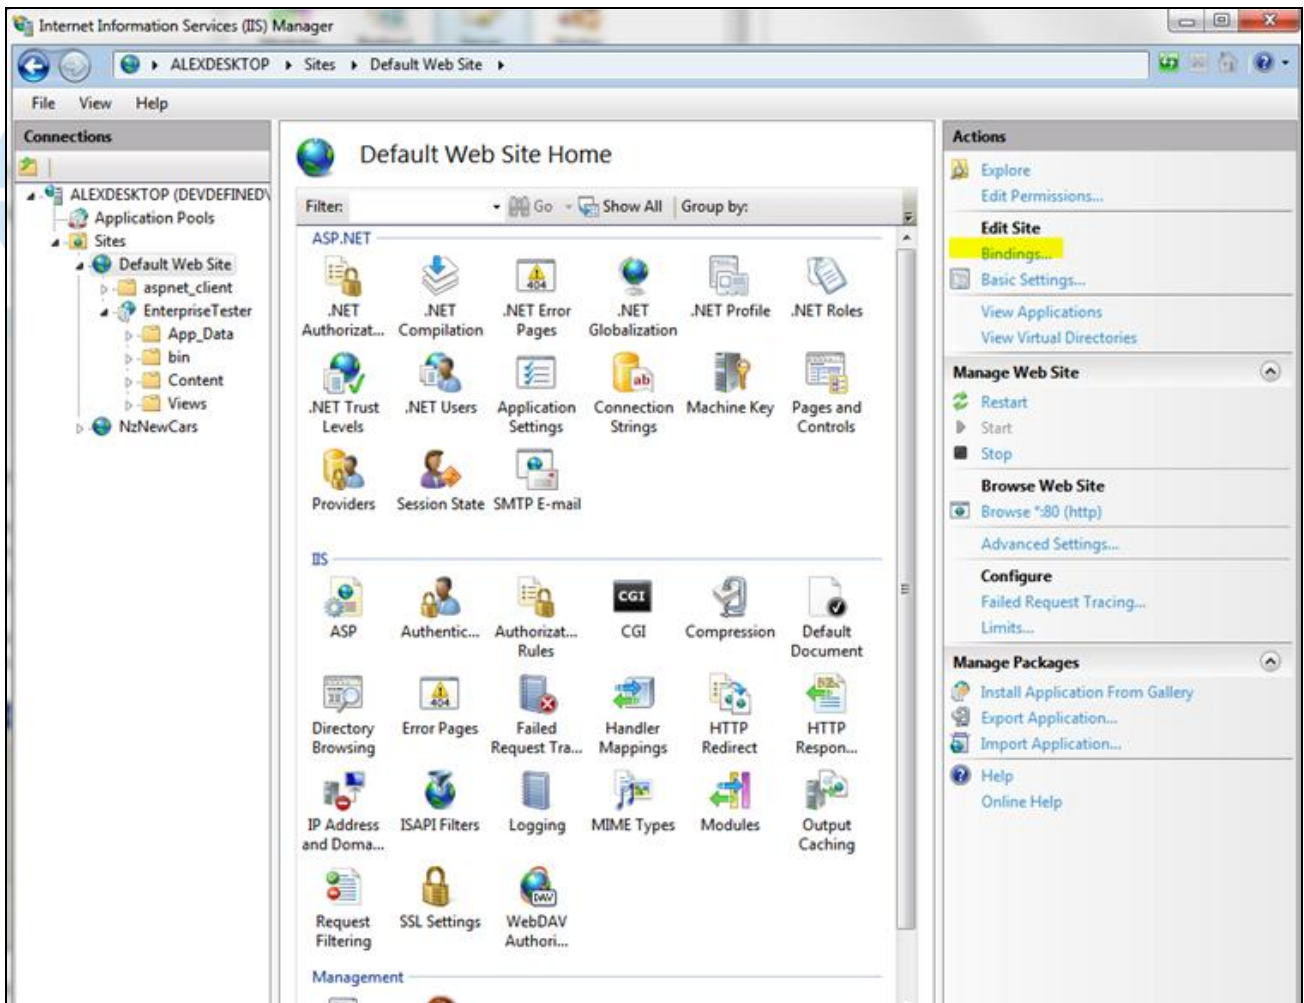 Internet Information Services (IIS) Manager
ALEXDESKTOP Sites Default Web Site
File View Help
Connections
ALEXDESKTOP (DEVDEFINED\
Application Pools
Sites
Default Web Site
aspnet_client
EnterpriseTester
App_Data
bin
Content
Views
NzNewCars
Default Web Site Home
Filter: Go Show All Group by:
ASP.NET
.NET Authorizat...
.NET Compilation
.NET Error Pages
.NET Globalization
.NET Profile
.NET Roles
.NET Trust Levels
.NET Users
Application Settings
Connection Strings
Machine Key
Pages and Controls
Providers
Session State
SMTP E-mail
IIS
ASP
Authentic...
Authorizat... Rules
CGI
Compression
Default Document
Directory Browsing
Error Pages
Failed Request Tra...
Handler Mappings
HTTP Redirect
HTTP Respon...
IP Address and Doma...
ISAPI Filters
Logging
MIME Types
Modules
Output Caching
Request Filtering
SSL Settings
WebDAV Authori...
Management
Actions
Explore
Edit Permissions...
Edit Site
Bindings...
Basic Settings...
View Applications
View Virtual Directories
Manage Web Site
Restart
Start
Stop
Browse Web Site
Browse *:80 (http)
Advanced Settings...
Configure
Failed Request Tracing...
Limits...
Manage Packages
Install Application From Gallery
Export Application...
Import Application...
Help
Online Help